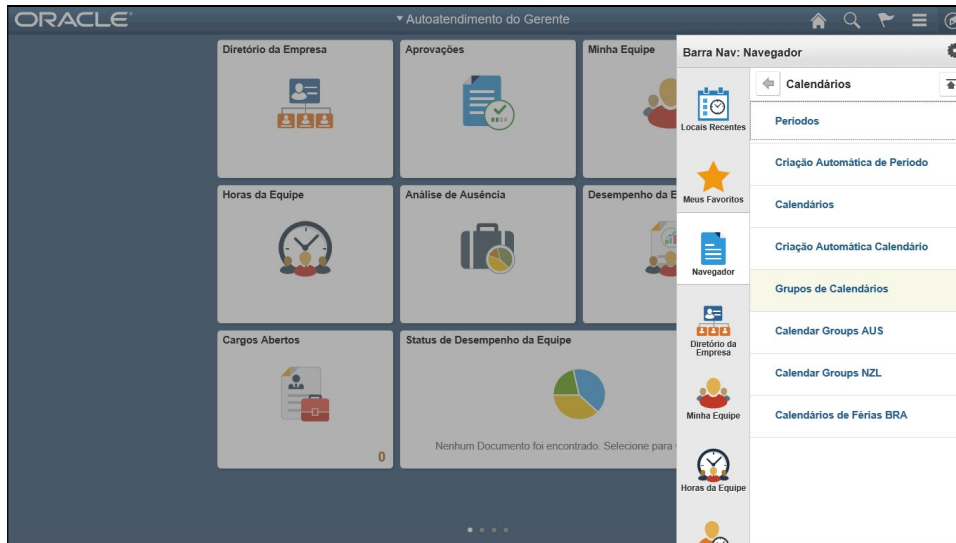 ORACLE
Autoatendimento do Gerente
Diretório da Empresa
Aprovações
Minha Equipe
Horas da Equipe
Análise de Ausência
Desempenho da E
Cargos Abertos
0
Status de Desempenho da Equipe
Nenhum Documento foi encontrado. Selecione para
Barra Nav: Navegador
Locais Recentes
Meus Favoritos
Navegador
Diretório da
Empresa
Minha Equipe
Horas da Equipe
Calendários
Periodos
Criação Automática de Periodo
Calendários
Criação Automática Calendário
Grupos de Calendários
Calendar Groups AUS
Calendar Groups NZL
Calendários de Férias BRA